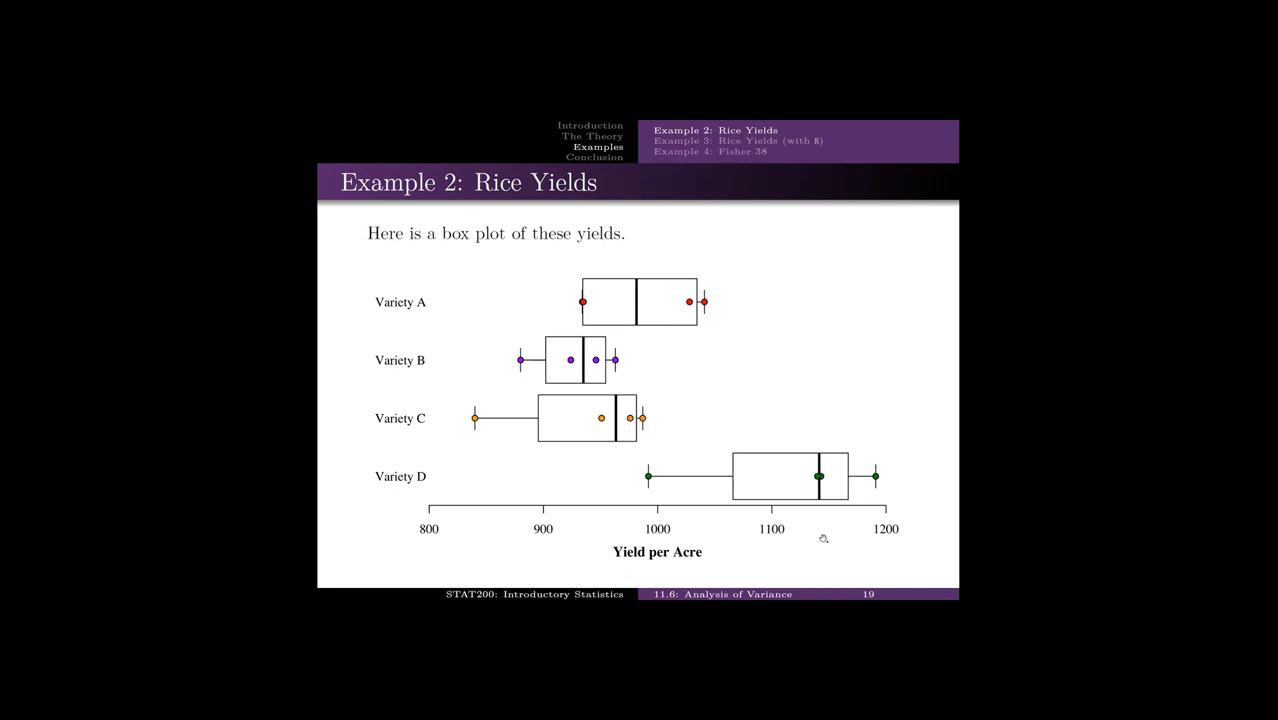 Introduction
The Theory
Examples
Conclusion
Example 2: Rice Yields
Example 3: Rice Yields (with R)
Example 4: Fisher 38
Example 2: Rice Yields
Here is a box plot of these yields.
Variety A
Variety B
Variety C
Variety D
800 900 1000 1100 1200
Yield per Acre
STAT200: Introductory Statistics 11.6: Analysis of Variance 19